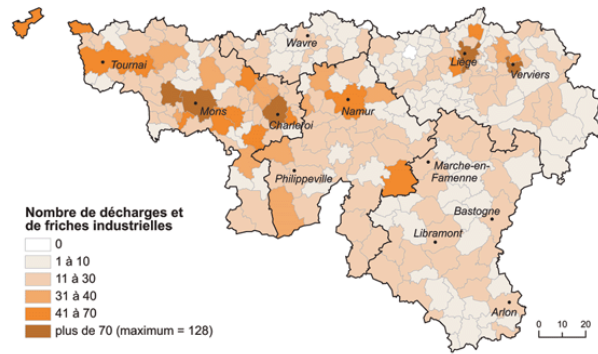 Wavre
Tournai
Liège
Verviers
Mons
Charleroi
Namur
Marche-en-
Famenne
Philippeville
Bastogne
Libramont
Arlon
Nombre de décharges et
de friches industrielles
0
1 à 10
11 à 30
31 à 40
41 à 70
plus de 70 (maximum = 128)
0 10 20